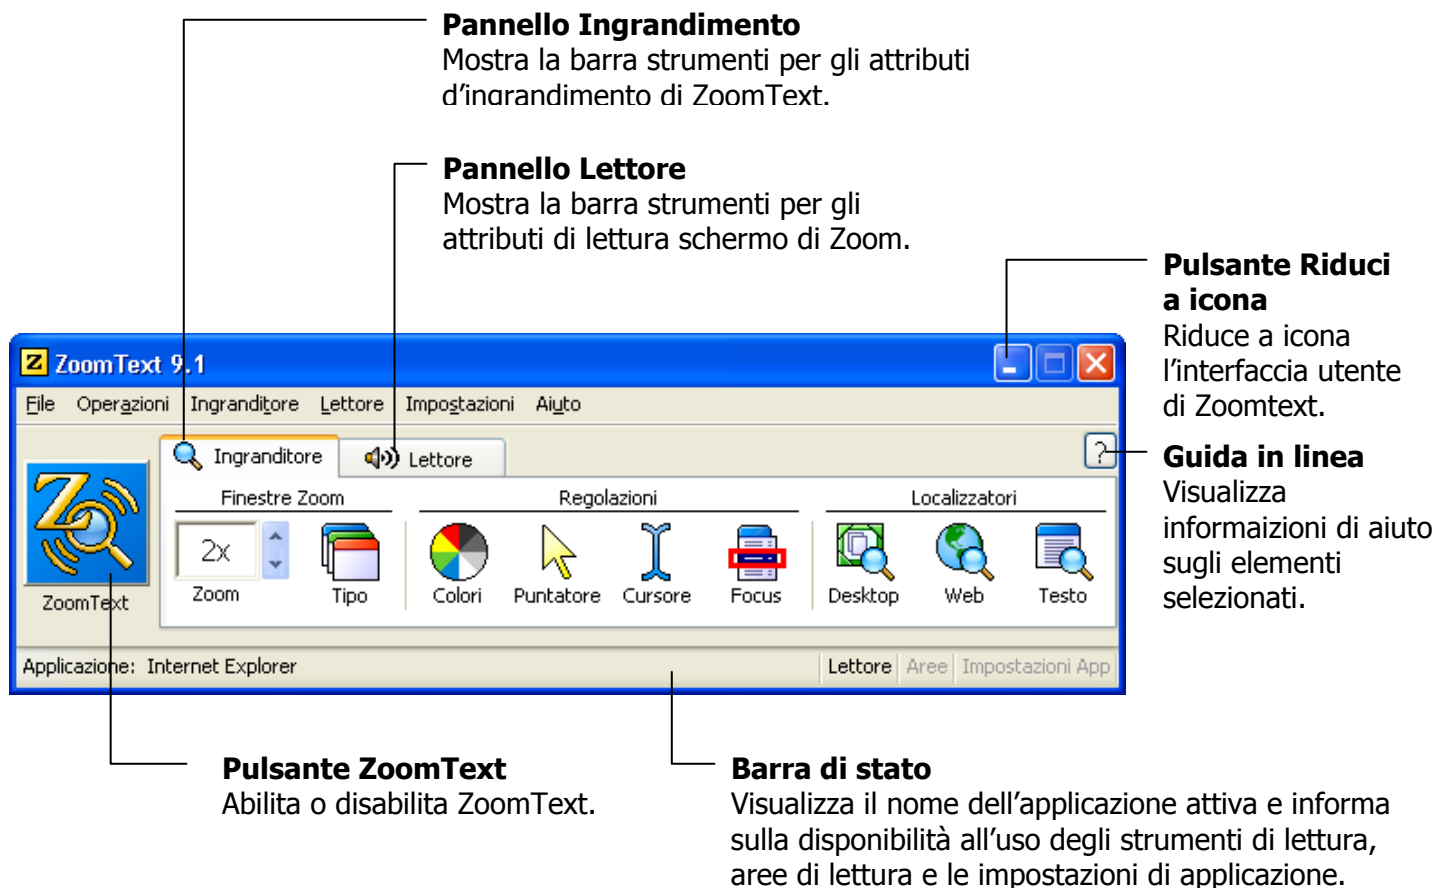 Pannello Ingrandimento
Mostra la barra strumenti per gli attributi
d'ingrandimento di ZoomText.
Pannello Lettore
Mostra la barra strumenti per gli
attributi di lettura schermo di Zoom.
Pulsante Riduci
a icona
Riduce a icona
l'interfaccia utente
di Zoomtext.
Guida in linea
Visualizza
informaizioni di aiuto
sugli elementi
selezionati.
ZoomText 9.1
File Operazioni Ingranditore Lettore Impostazioni Aiuto
Ingranditore Lettore ?
Finestre Zoom Regolazioni Localizzatori
2x
Zoom Tipo Colori Puntatore Cursore Focus Desktop Web Testo
ZoomText
Applicazione: Internet Explorer Lettore Aree Impostazioni App
Pulsante ZoomText
Abilita o disabilita ZoomText.
Barra di stato
Visualizza il nome dell'applicazione attiva e informa
sulla disponibilità all'uso degli strumenti di lettura,
aree di lettura e le impostazioni di applicazione.